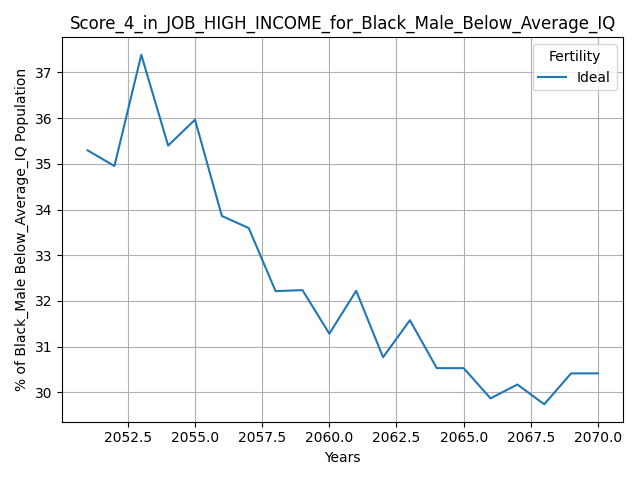 Score_4_in_JOB_HIGH_INCOME_for_Black_Male_Below_Average_IQ
Fertility
Ideal
% of Black_Male Below_Average_IQ Population
37
36
35
34
33
32
31
30
2052.5 2055.0 2057.5 2060.0 2062.5 2065.0 2067.5 2070.0
Years